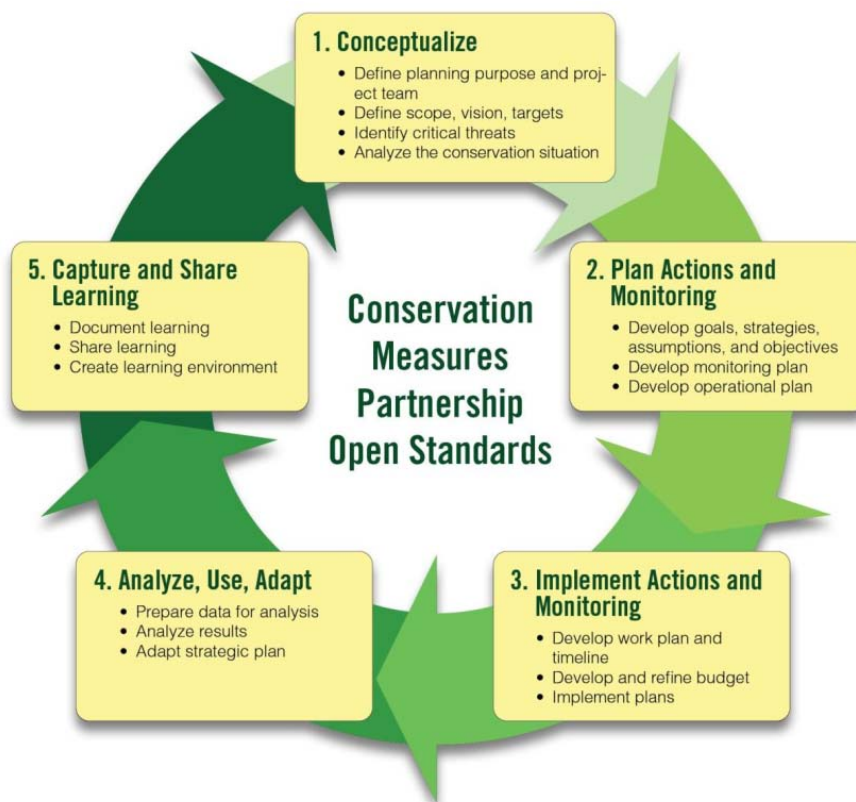 1. Conceptualize
• Define planning purpose and proj-
ect team
• Define scope, vision, targets
• Identify critical threats
• Analyze the conservation situation
2. Plan Actions and
Monitoring
• Develop goals, strategies,
assumptions, and objectives
• Develop monitoring plan
• Develop operational plan
3. Implement Actions and
Monitoring
• Develop work plan and
timeline
• Develop and refine budget
• Implement plans
4. Analyze, Use, Adapt
• Prepare data for analysis
• Analyze results
• Adapt strategic plan
5. Capture and Share
Learning
• Document learning
• Share learning
• Create learning environment
Conservation
Measures
Partnership
Open Standards